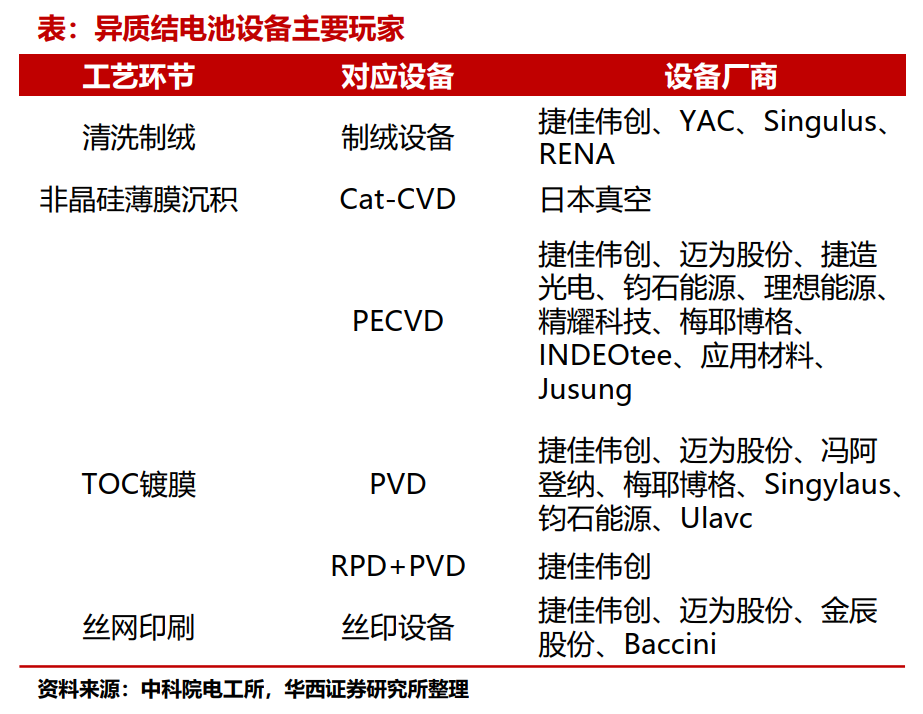 表：异质结电池设备主要玩家
工艺环节 对应设备 设备厂商
清洗制绒 制绒设备 捷佳伟创、YAC、Singulus、
RENA
非晶硅薄膜沉积 Cat-CVD 日本真空
PECVD 捷佳伟创、迈为股份、捷造
光电、钧石能源、理想能源、
精耀科技、梅耶博格、
INDEOtee、应用材料、
Jusung
TOC镀膜 PVD 捷佳伟创、迈为股份、冯阿
登纳、梅耶博格、Singylaus、
钧石能源、Ulavc
RPD+PVD 捷佳伟创
丝网印刷 丝印设备 捷佳伟创、迈为股份、金辰
股份、Baccini
资料来源：中科院电工所，华西证券研究所整理